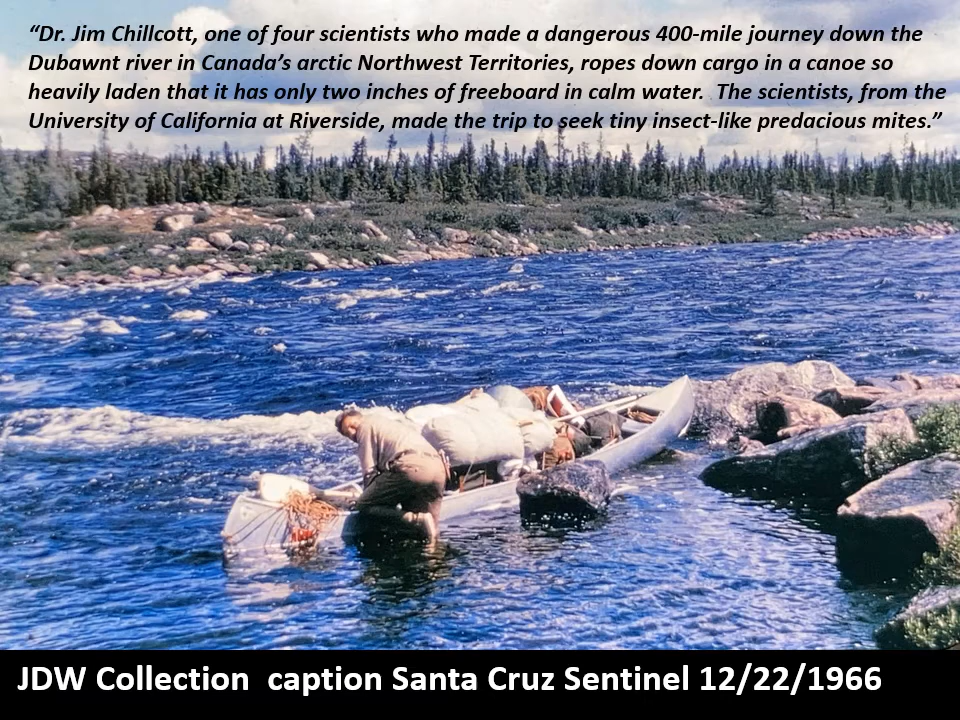 “Dr. Jim Chillcott, one of four scientists who made a dangerous 400-mile journey down the
Dubawnt river in Canada’s arctic Northwest Territories, ropes down cargo in a canoe so
heavily laden that it has only two inches of freeboard in calm water.  The scientists, from the
University of California at Riverside, made the trip to seek tiny insect-like predacious mites.”
JDW Collection  caption Santa Cruz Sentinel 12/22/1966